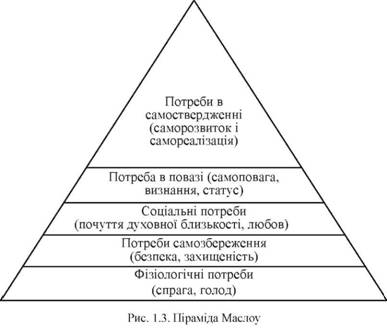 Потреби в
самоствердженні
(саморозвиток і
самореалізація)
Потреба в повазі (самоповага,
визнання, статус)
Соціальні потреби
(почуття духовної близькості, любов)
Потреби самозбереження
(безпека, захищеність)
Фізіологічні потреби
(спрага, голод)
Рис. 1.3. Піраміда Маслоу